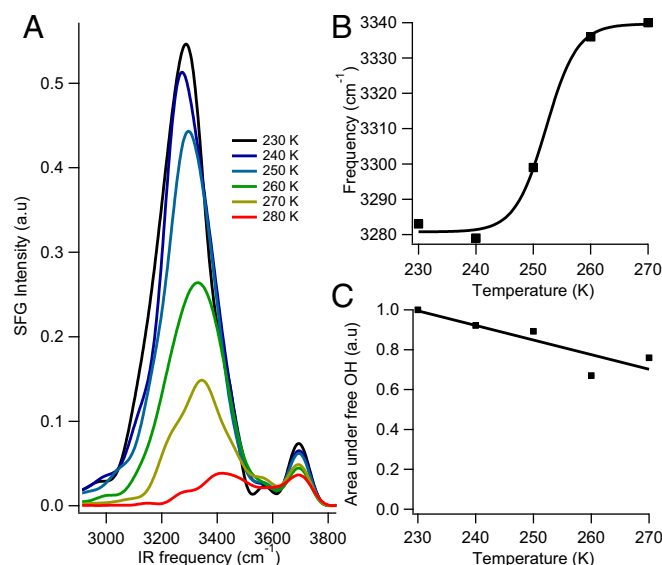 A
SFG Intensity (a.u)
0.5
0.4
0.3
0.2
0.1
0.0
230 K
240 K
250 K
260 K
270 K
280 K
3000 3200 3400 3600 3800
IR frequency (cm-1)
B
Frequency (cm-1)
3340
3330
3320
3310
3300
3290
3280
230 240 250 260 270
Temperature (K)
C
Area under free OH (a.u)
1.0
0.8
0.6
0.4
0.2
0.0
230 240 250 260 270
Temperature (K)